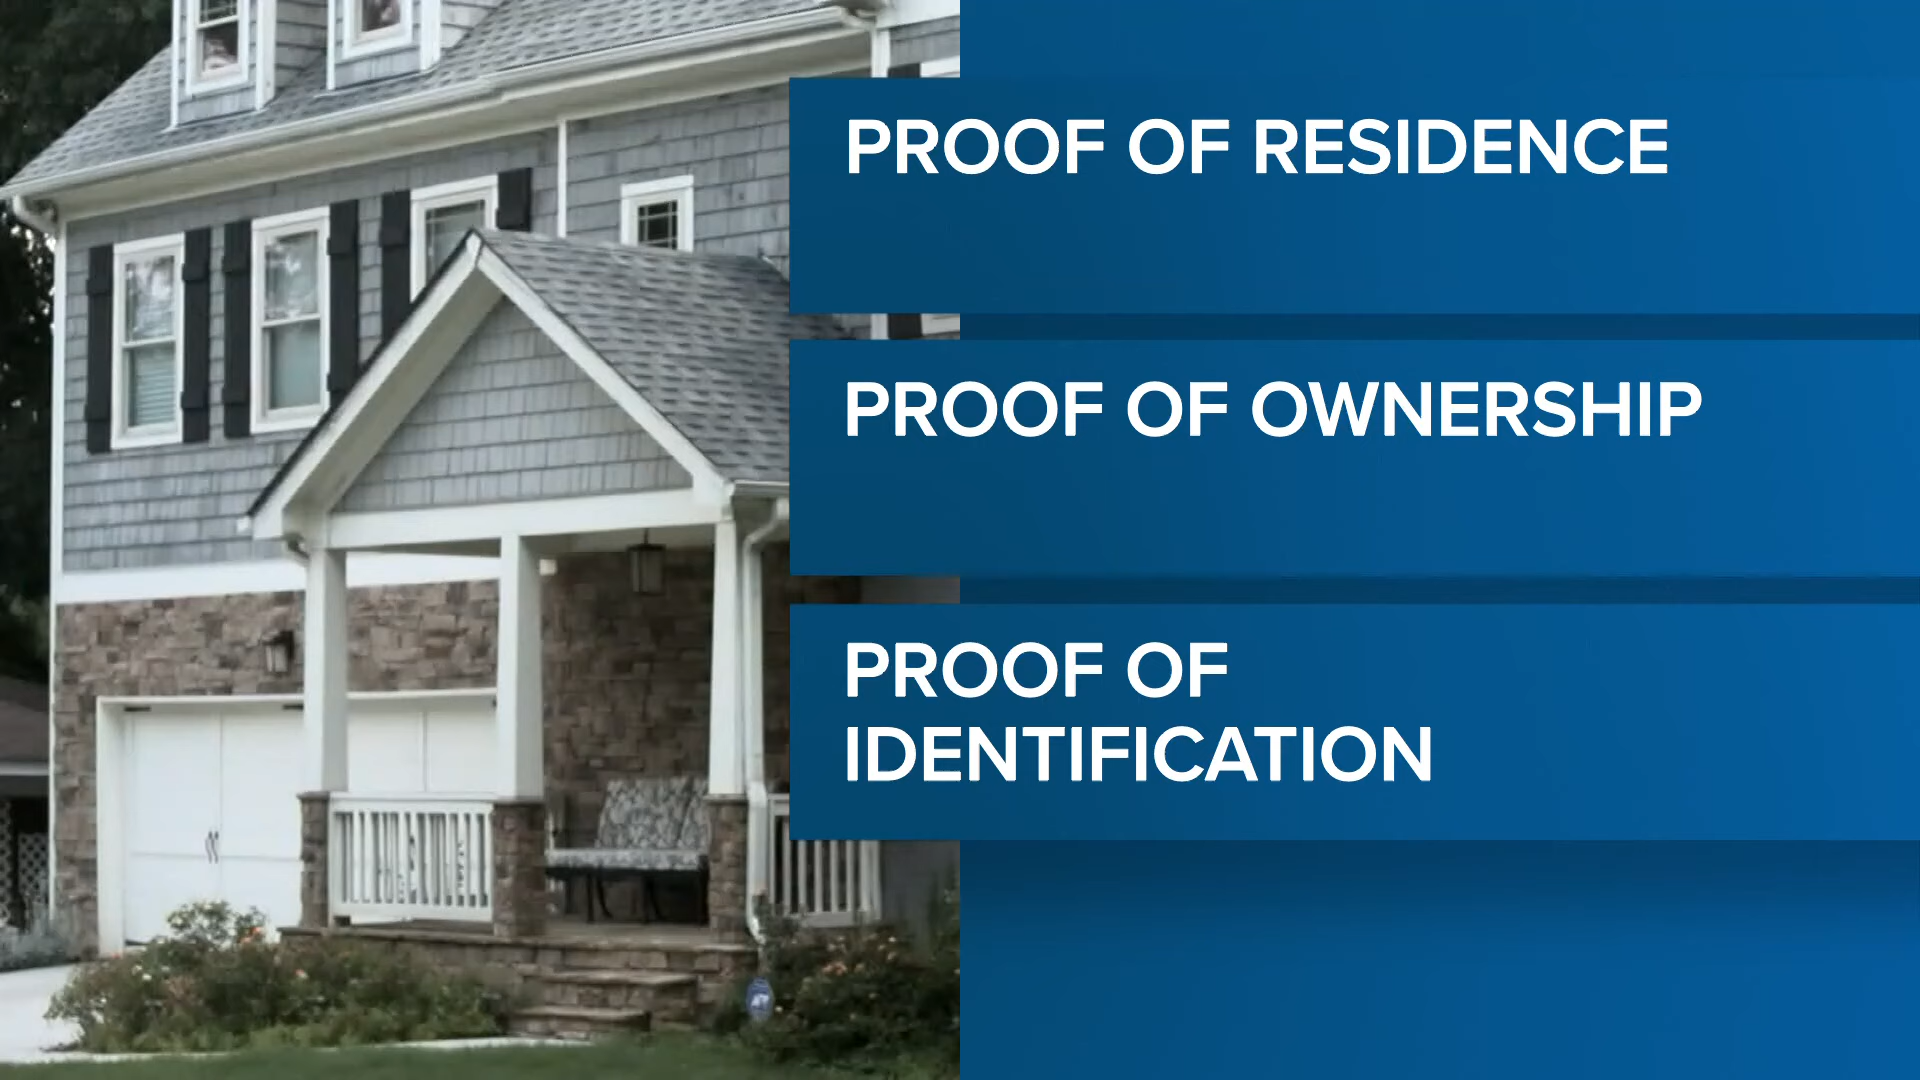 PROOF OF RESIDENCE
PROOF OF OWNERSHIP
PROOF OF
IDENTIFICATION